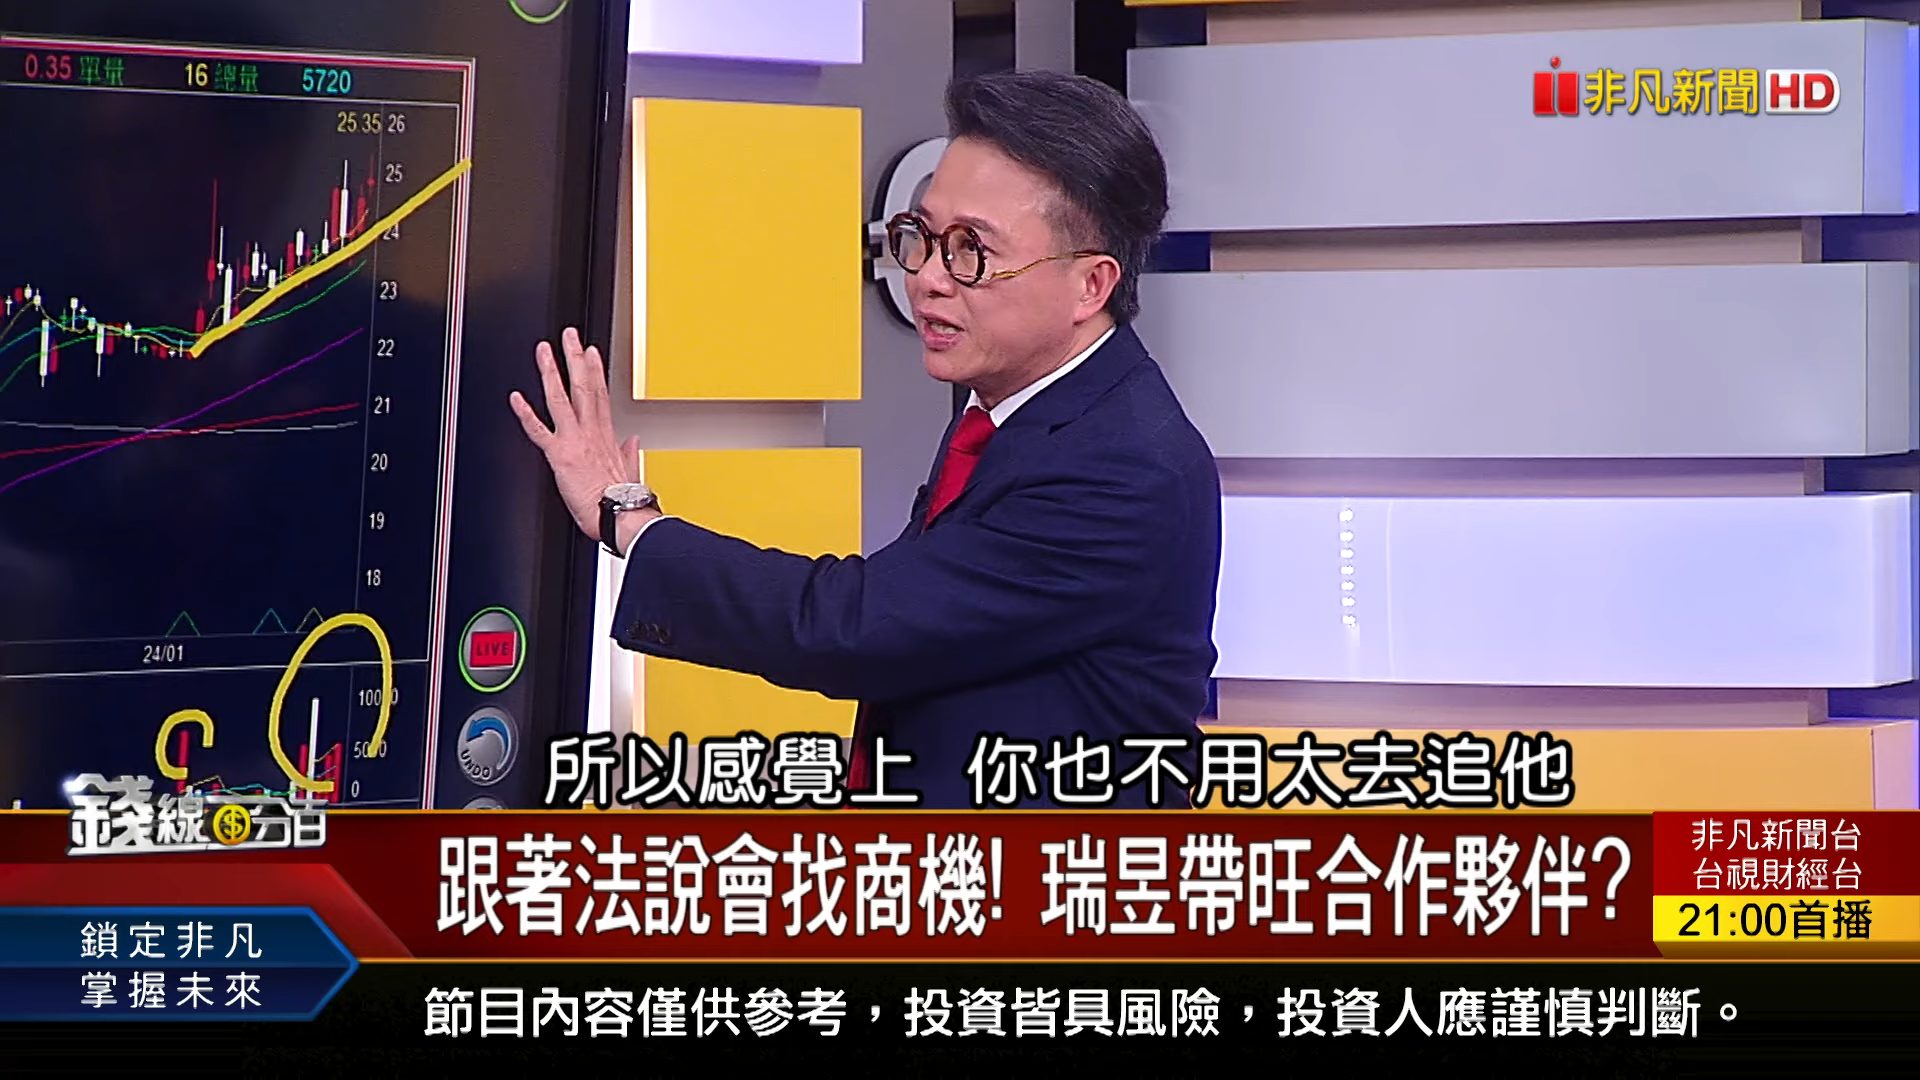 0.35 單量 16 總量 5720
25.35 26
25
24
23
22
21
20
19
18
24/01
10000
5000
0
LIVE
UNDO
非凡新聞HD
所以感覺上 你也不用太去追他
錢線百分百
跟著法說會找商機! 瑞昱帶旺合作夥伴?
非凡新聞台
台視財經台
21:00首播
鎖定非凡
掌握未來
節目內容僅供參考，投資皆具風險，投資人應謹慎判斷。